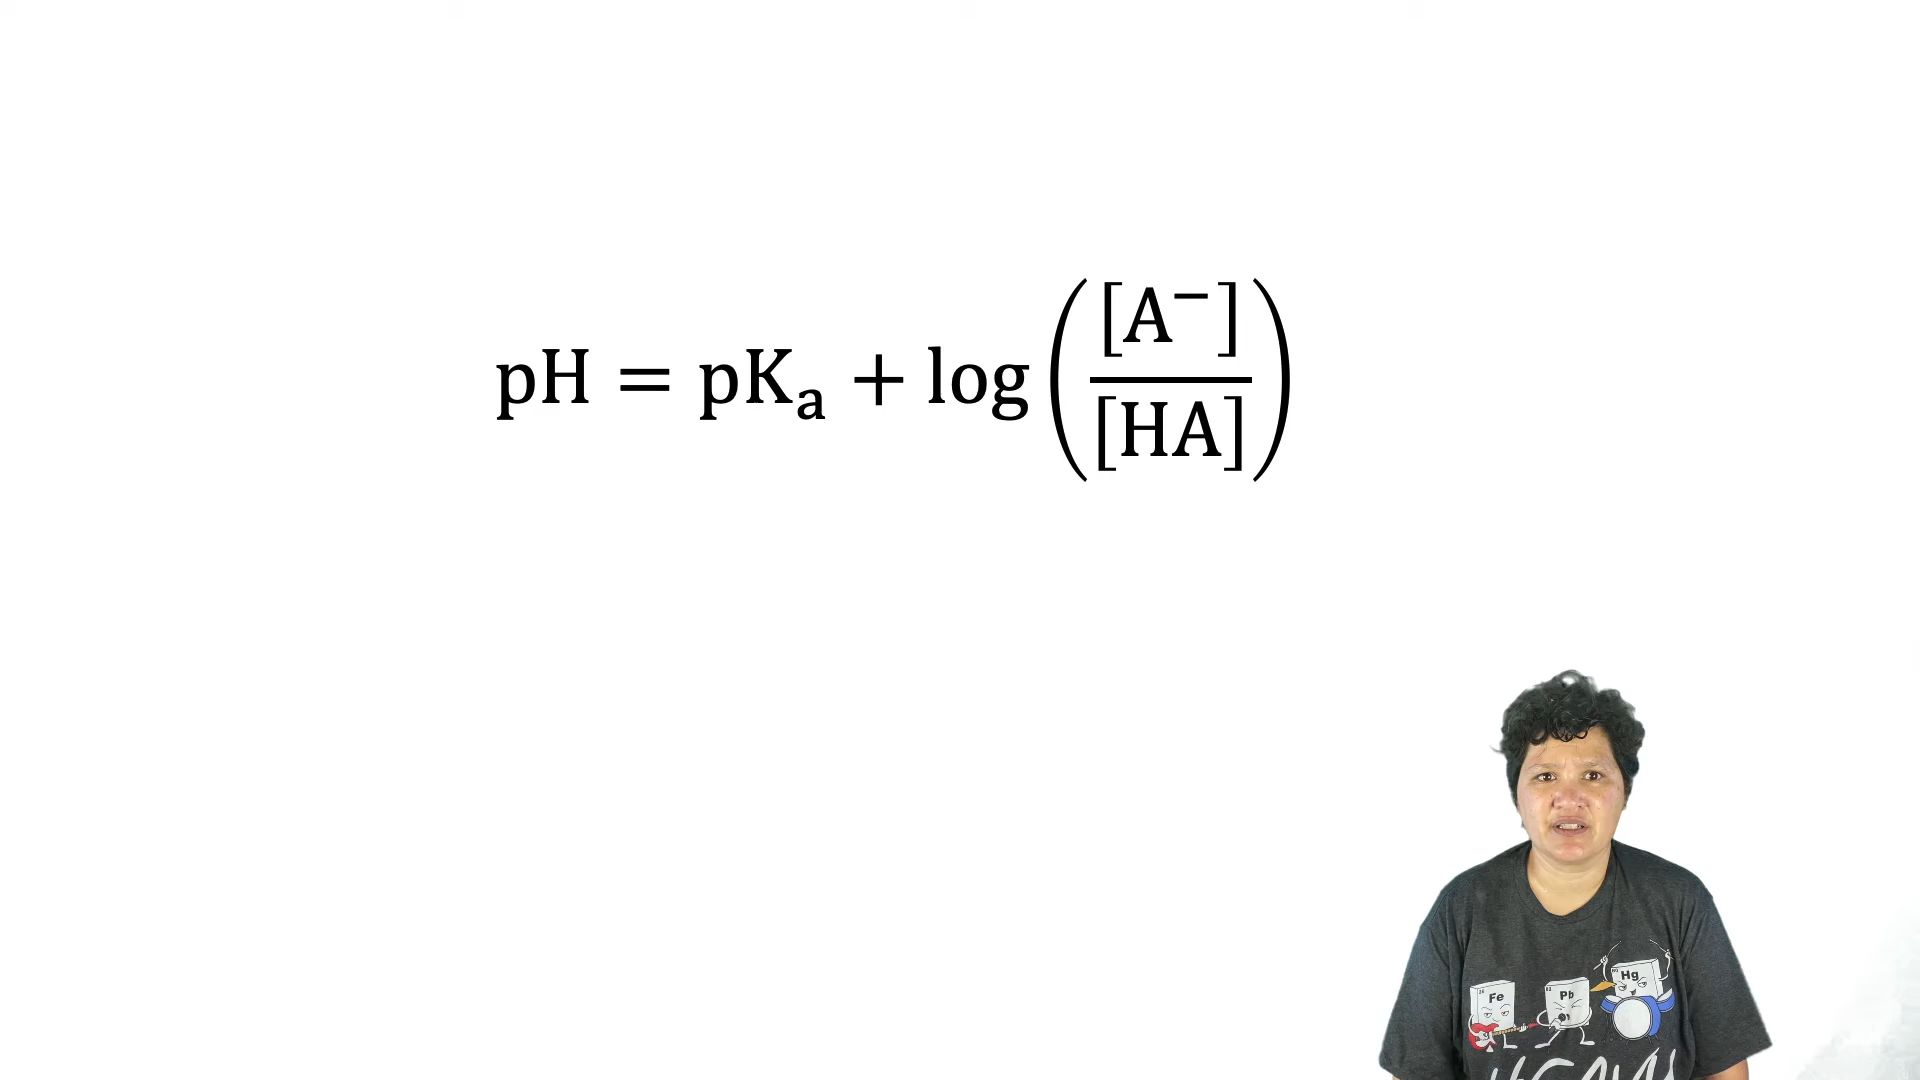 pH = pKₐ + log([A⁻]/[HA])
Fe
Pb
Hg